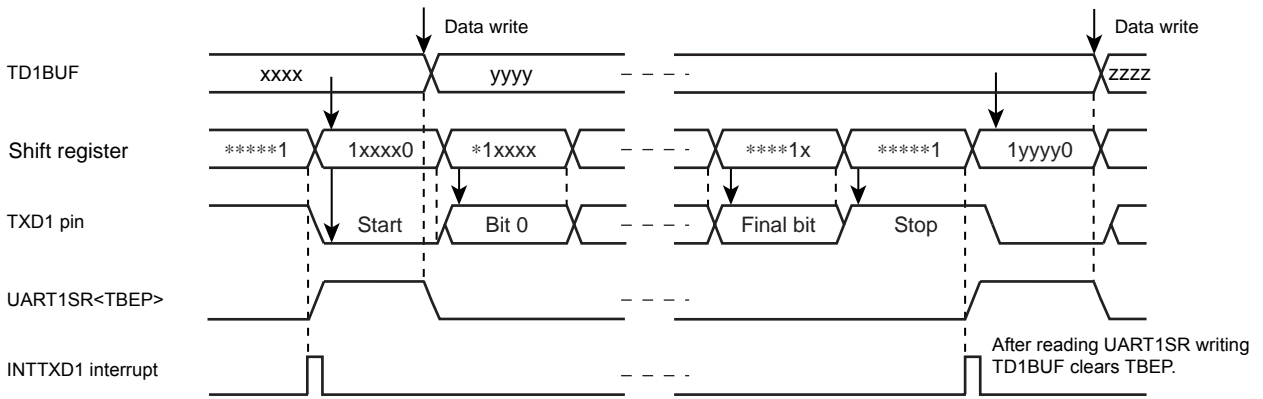 Data write
Data write
TD1BUF
xxxx
yyyy
zzzz
Shift register
*****1
1xxxx0
*1xxxx
****1x
*****1
1yyyy0
TXD1 pin
Start
Bit 0
Final bit
Stop
UART1SR<TBEP>
INTTXD1 interrupt
After reading UART1SR writing
TD1BUF clears TBEP.